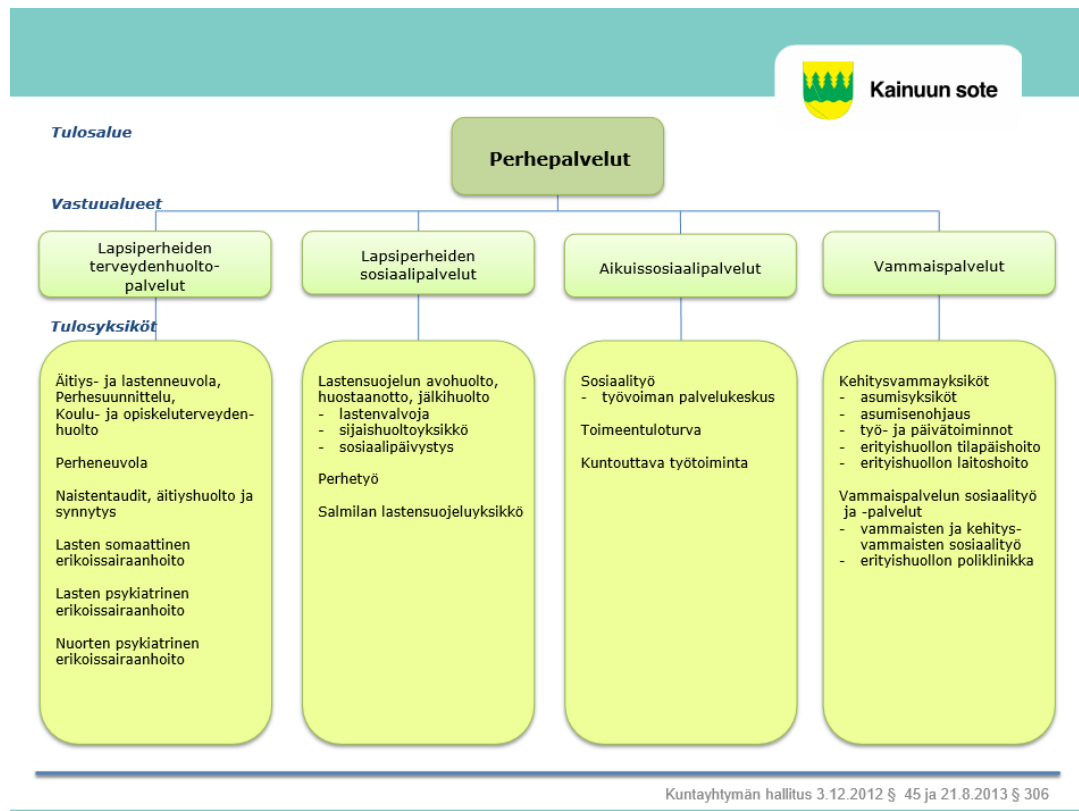 Kainuun sote
Tulosalue
Perhepalvelut
Vastuualueet
Lapsiperheiden
terveydenhuolto-
palvelut
Lapsiperheiden
sosiaalipalvelut
Aikuissosiaalipalvelut
Vammaispalvelut
Tulosyksiköt
Äitiys- ja lastenneuvola,
Perhesuunnittelu,
Koulu- ja opiskeluterveyden-
huolto
Perheneuvola
Naistentaudit, äitiyshuolto ja
synnytys
Lasten somaattinen
erikoissairaanhoito
Lasten psykiatrinen
erikoissairaanhoito
Nuorten psykiatrinen
erikoissairaanhoito
Lastensuojelun avohuolto,
huostaanotto, jälkihuolto
- lastenvalvoja
- sijaishuoltoyksikkö
- sosiaalipäivystys
Perhetyö
Salmilan lastensuojeluyksikkö
Sosiaalityö
- työvoiman palvelukeskus
Toimeentuloturva
Kuntouttava työtoiminta
Kehitysvammayksiköt
- asumisyksiköt
- asumisenohjaus
- työ- ja päivätoiminnot
- erityishuollon tilapäishoito
- erityishuollon laitoshoito
Vammaispalvelun sosiaalityö
ja -palvelut
- vammaisten ja kehitys-
vammaisten sosiaalityö
- erityishuollon poliklinikka
Kuntayhtymän hallitus 3.12.2012 § 45 ja 21.8.2013 § 306